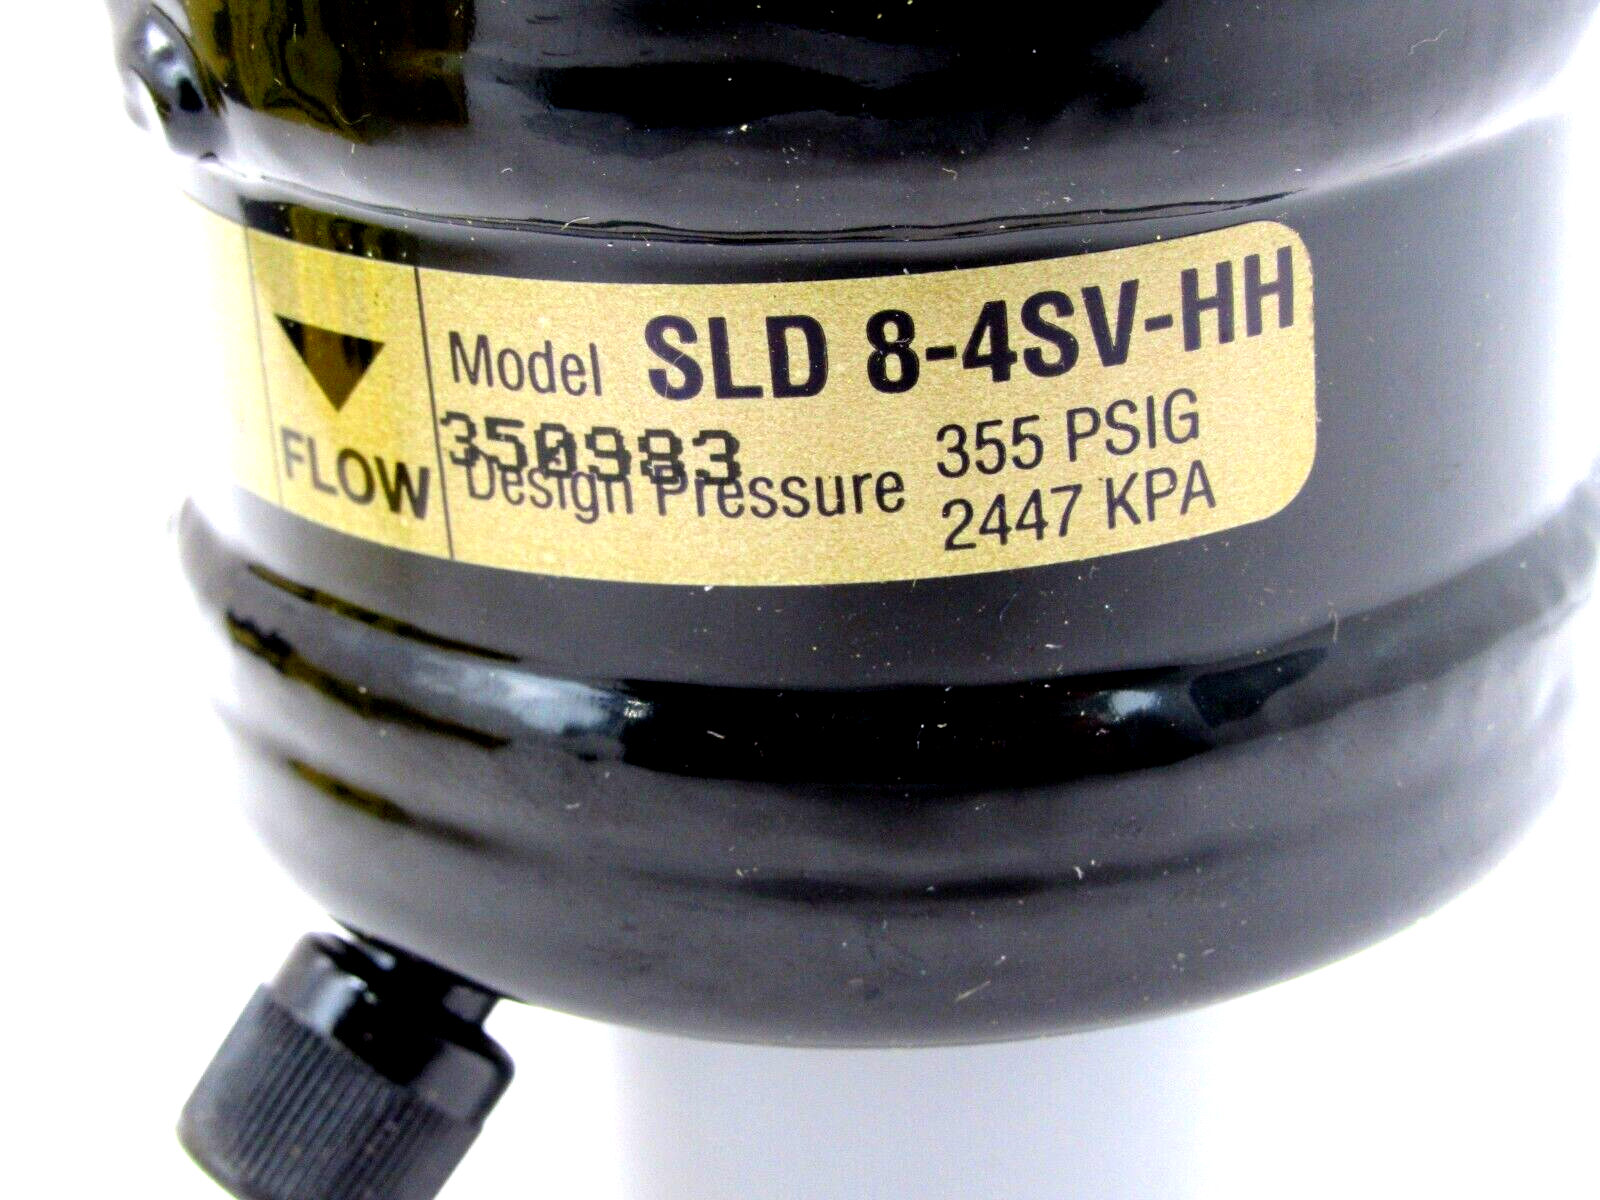 Model SLD 8-4SV-HH
350983
Design Pressure 355 PSIG
2447 KPA
FLOW